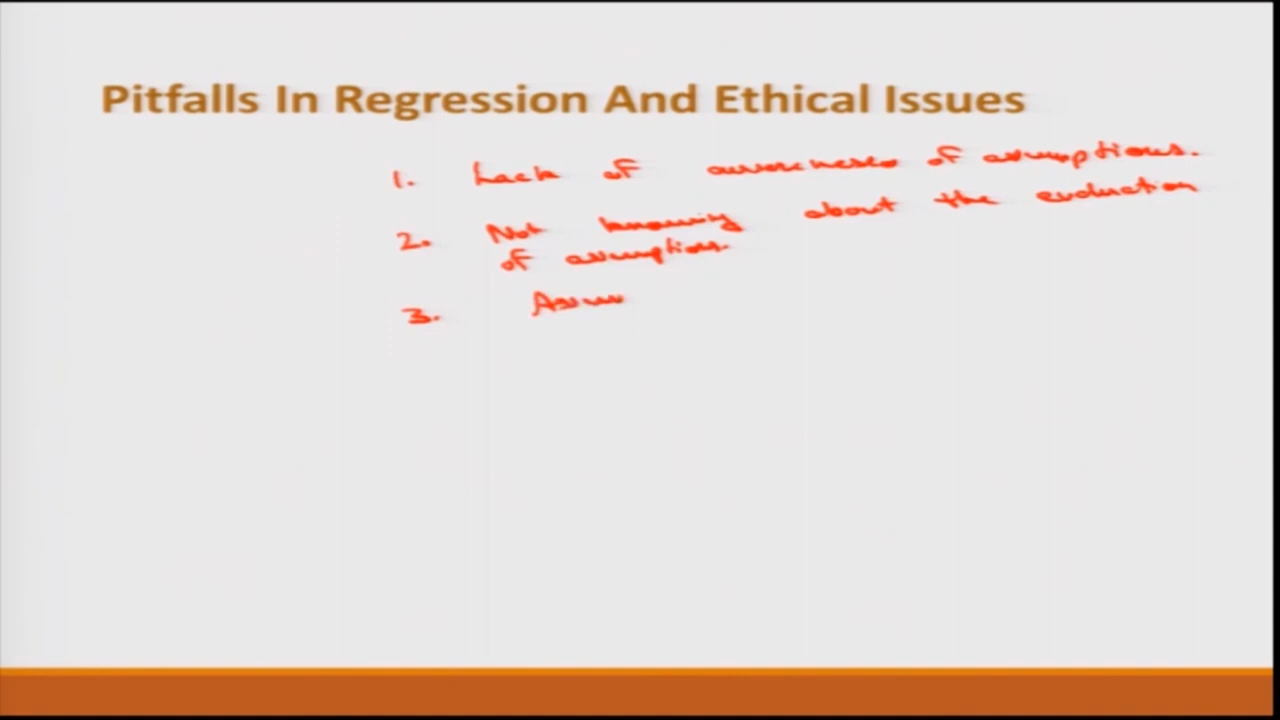 Pitfalls In Regression And Ethical Issues
1. Lack of awareness of assumptions.
2. Not knowing about the evaluation
of assumptions.
3. Assum